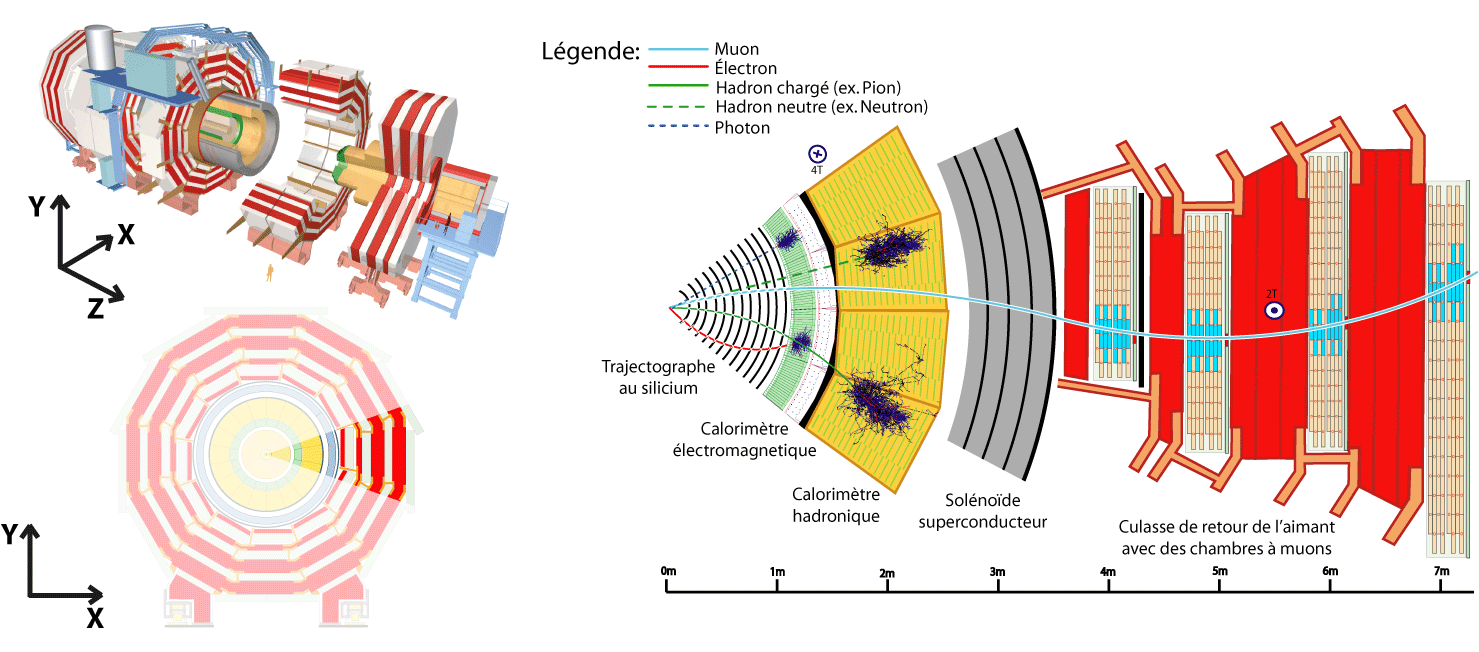 Légende:
Muon
Électron
Hadron chargé (ex. Pion)
Hadron neutre (ex. Neutron)
Photon
4T
Y
X
Z
2T
Trajectographe
au silicium
Calorimètre
électromagnetique
Calorimètre
hadronique
Solénoïde
superconducteur
Culasse de retour de l'aimant
avec des chambres à muons
Y
X
0m 1m 2m 3m 4m 5m 6m 7m